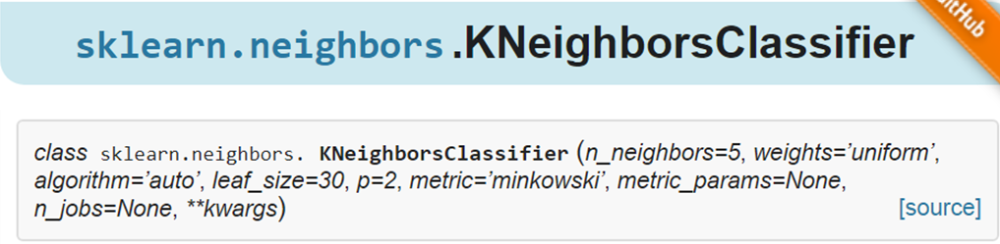 sklearn.neighbors.KNeighborsClassifier
class sklearn.neighbors. KNeighborsClassifier (n_neighbors=5, weights=’uniform’,
algorithm=’auto’, leaf_size=30, p=2, metric=’minkowski’, metric_params=None,
n_jobs=None, **kwargs)
[source]